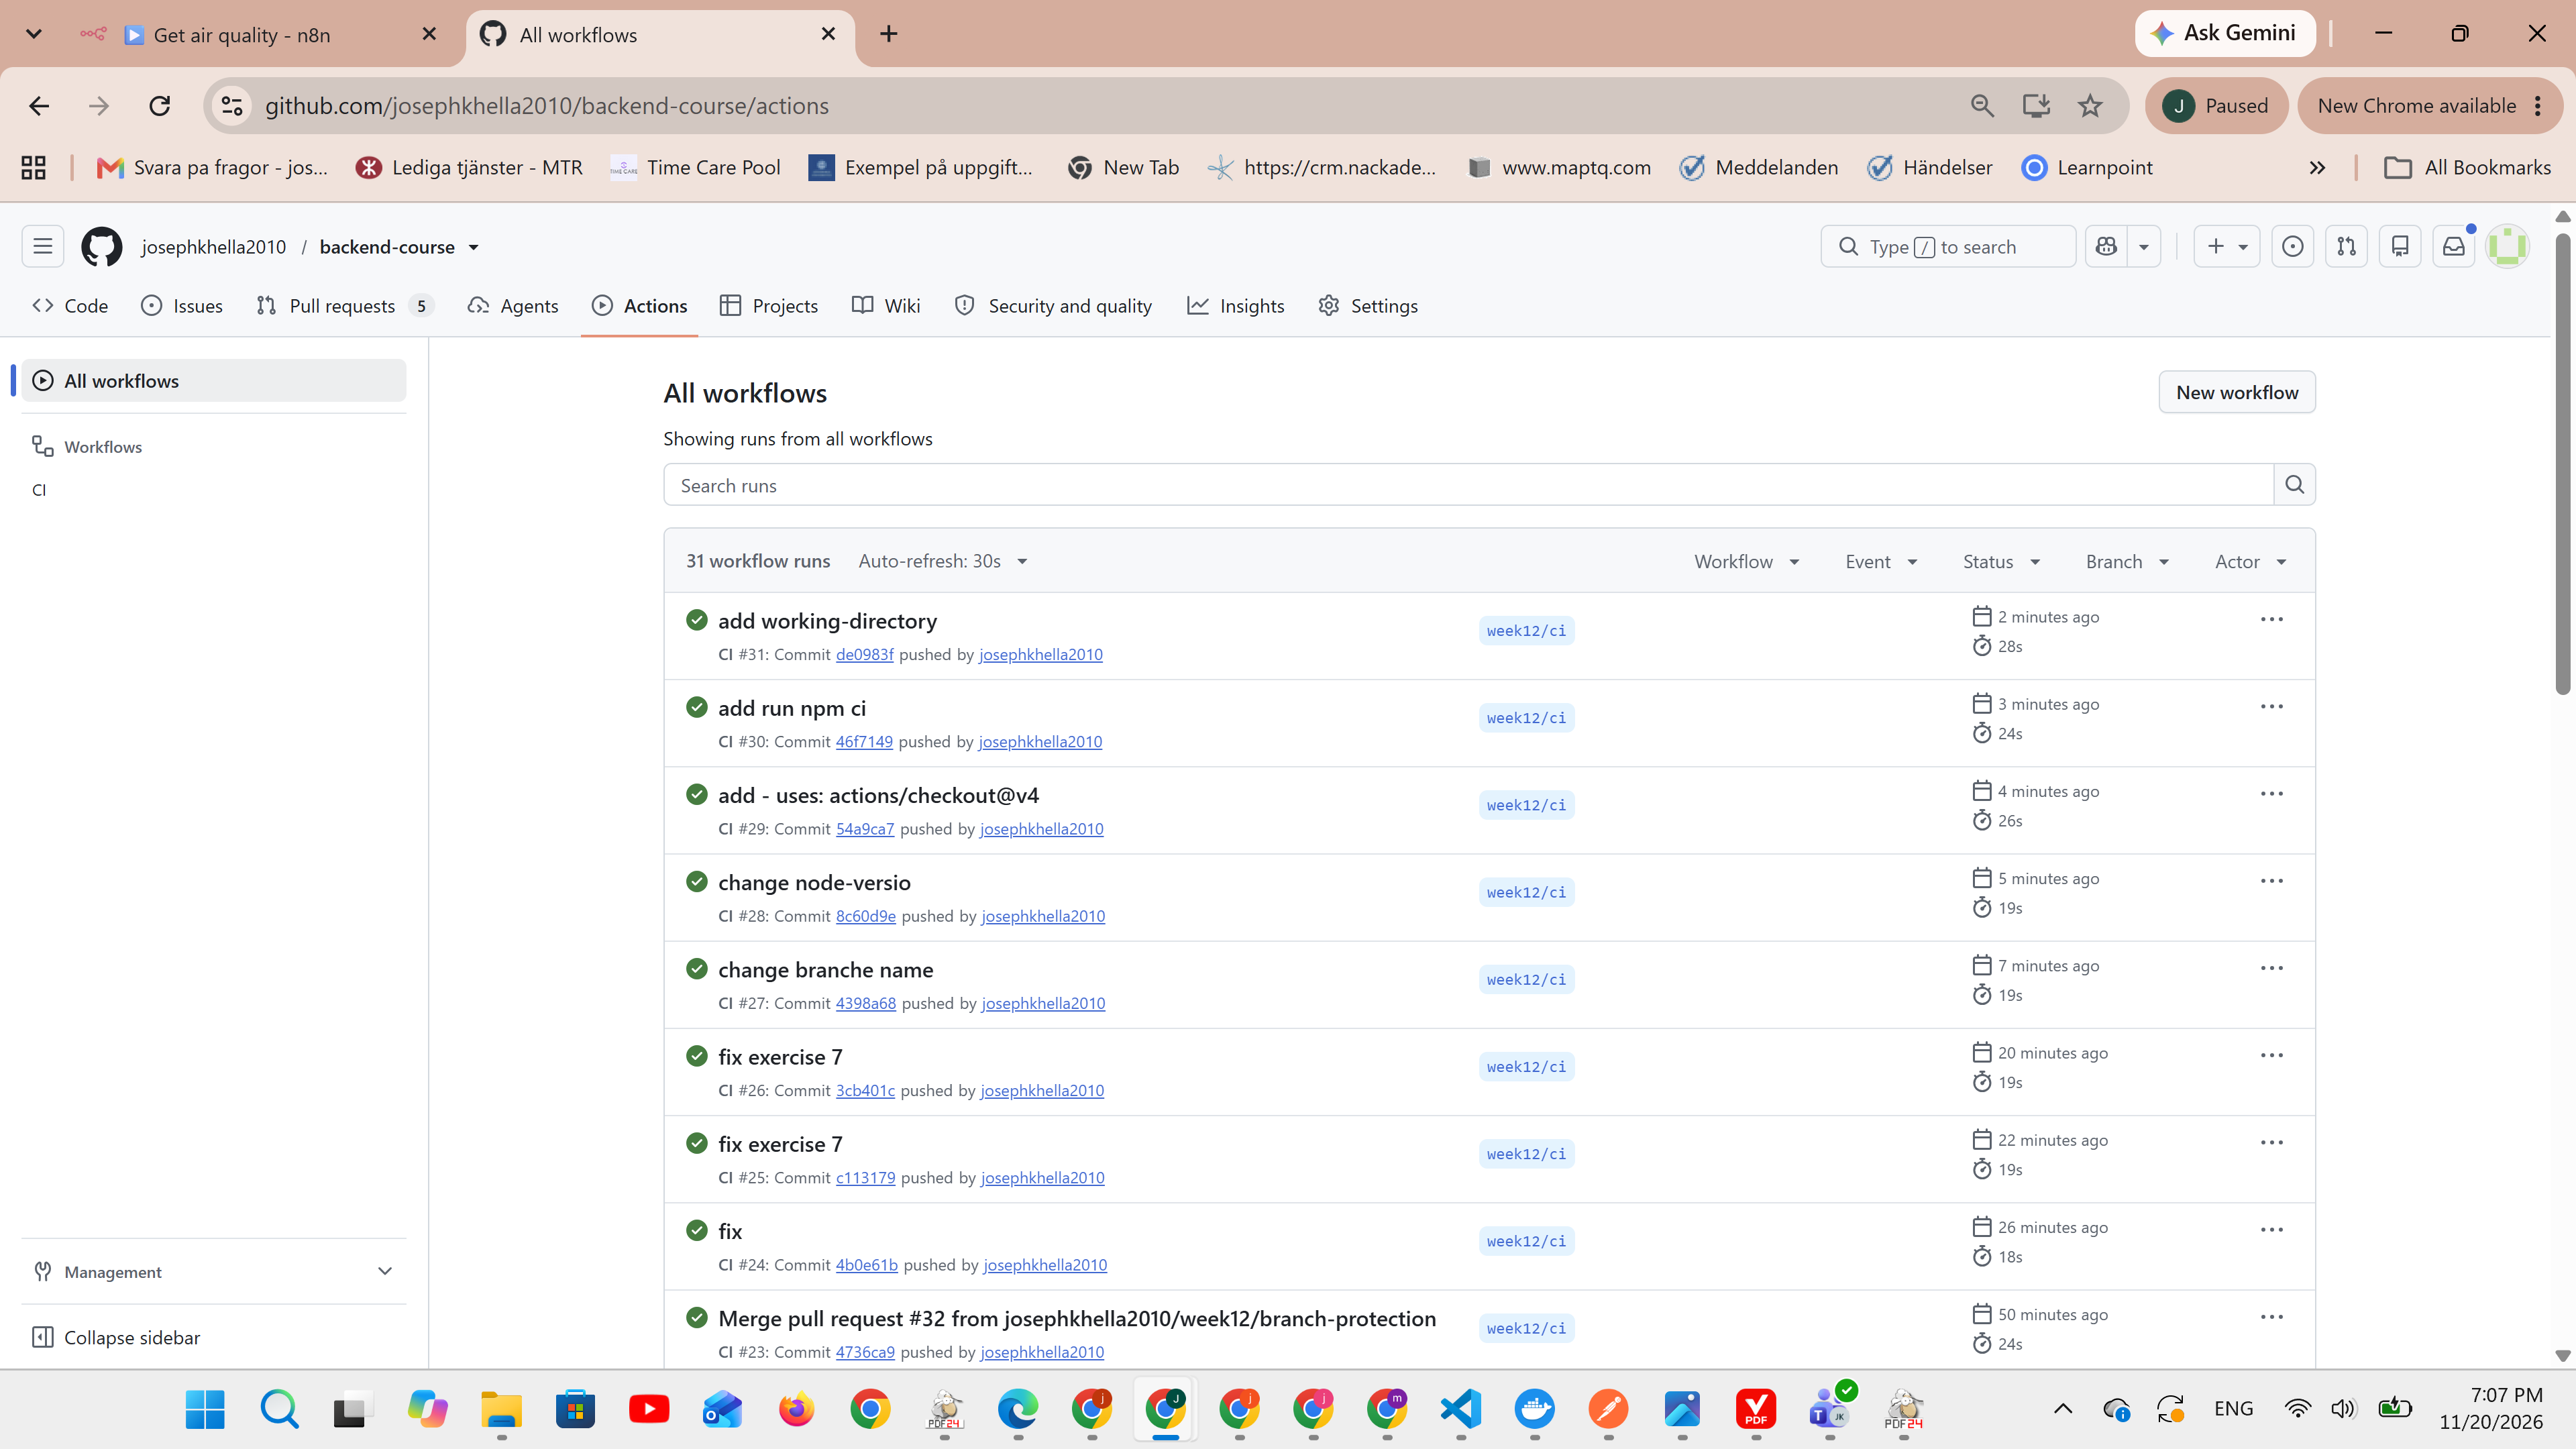 Get air quality - n8n
All workflows
Ask Gemini
github.com/josephkhella2010/backend-course/actions
J
Paused
New Chrome available
Svara pa fragor - jos...
Lediga tjänster - MTR
TIME CARE
Time Care Pool
Exempel på uppgift...
New Tab
https://crm.nackade...
www.maptq.com
Meddelanden
Händelser
Learnpoint
All Bookmarks
josephkhella2010 / backend-course
Type / to search
Code
Issues
Pull requests 5
Agents
Actions
Projects
Wiki
Security and quality
Insights
Settings
All workflows
Workflows
CI
Management
Collapse sidebar
All workflows
New workflow
Showing runs from all workflows
Search runs
31 workflow runs
Auto-refresh: 30s
Workflow
Event
Status
Branch
Actor
add working-directory
CI #31: Commit de0983f pushed by josephkhella2010
week12/ci
2 minutes ago
28s
add run npm ci
CI #30: Commit 46f7149 pushed by josephkhella2010
week12/ci
3 minutes ago
24s
add - uses: actions/checkout@v4
CI #29: Commit 54a9ca7 pushed by josephkhella2010
week12/ci
4 minutes ago
26s
change node-versio
CI #28: Commit 8c60d9e pushed by josephkhella2010
week12/ci
5 minutes ago
19s
change branche name
CI #27: Commit 4398a68 pushed by josephkhella2010
week12/ci
7 minutes ago
19s
fix exercise 7
CI #26: Commit 3cb401c pushed by josephkhella2010
week12/ci
20 minutes ago
19s
fix exercise 7
CI #25: Commit c113179 pushed by josephkhella2010
week12/ci
22 minutes ago
19s
fix
CI #24: Commit 4b0e61b pushed by josephkhella2010
week12/ci
26 minutes ago
18s
Merge pull request #32 from josephkhella2010/week12/branch-protection
CI #23: Commit 4736ca9 pushed by josephkhella2010
week12/ci
50 minutes ago
24s
PDF24
j
J
j
j
m
PDF
T JK
PDF24
ENG
7:07 PM
11/20/2026